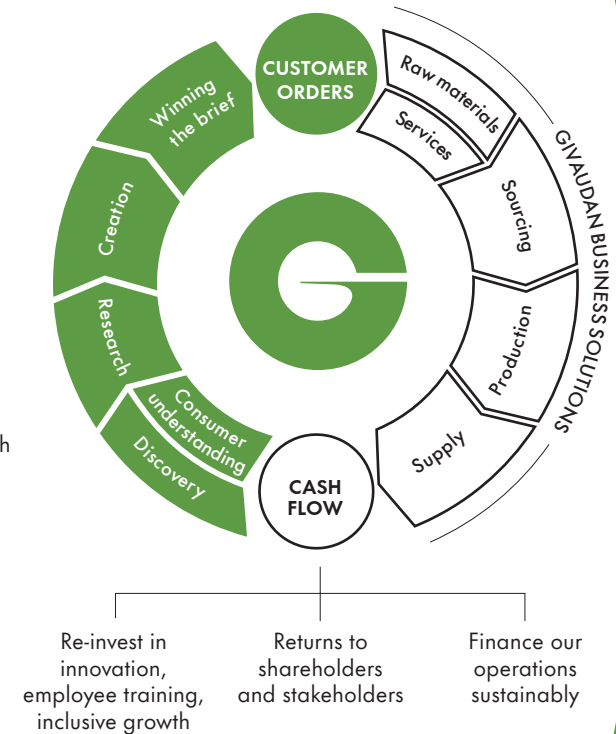 CUSTOMER
ORDERS
Raw materials
Services
Sourcing
Production
Supply
GIVAUDAN BUSINESS SOLUTIONS
CASH
FLOW
Discovery
Consumer
understanding
Research
Creation
Winning
the brief
h
Re-invest in
innovation,
employee training,
inclusive growth
Returns to
shareholders
and stakeholders
Finance our
operations
sustainably